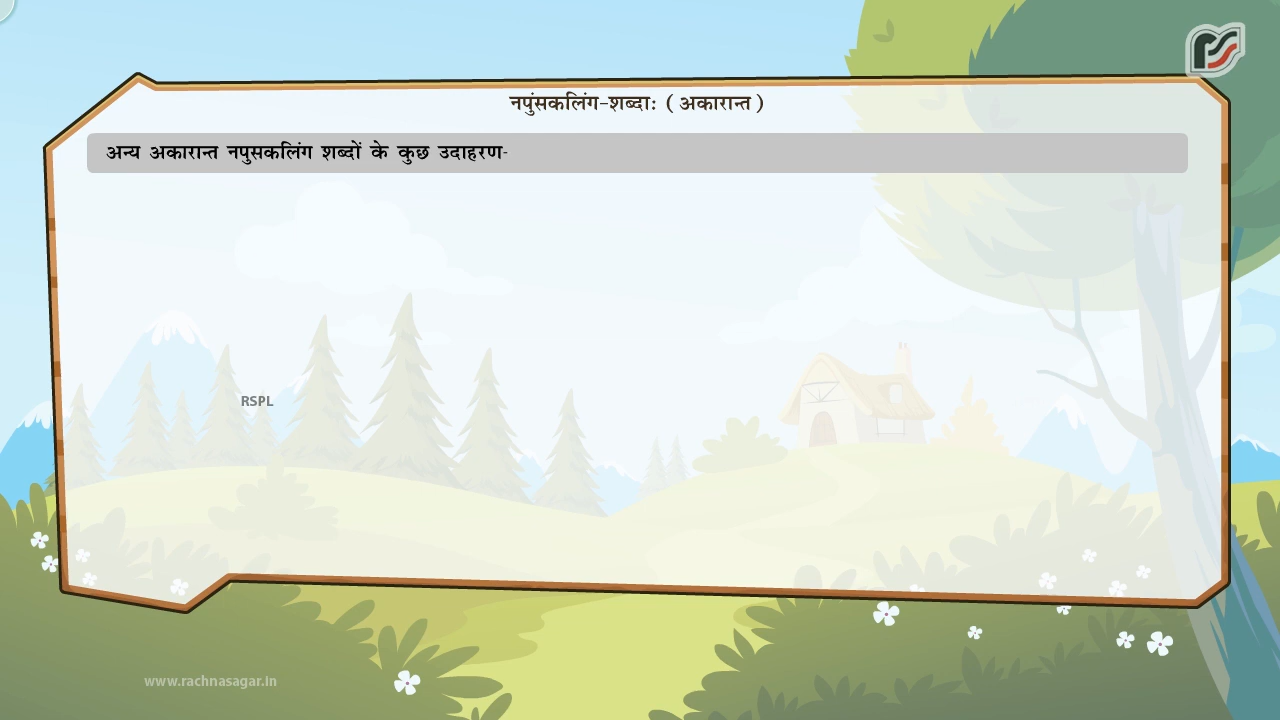 नपुंसकलिंग-शब्दाः ( अकारान्त )
अन्य अकारान्त नपुसकलिंग शब्दों के कुछ उदाहरण-
RSPL
www.rachnasagar.in